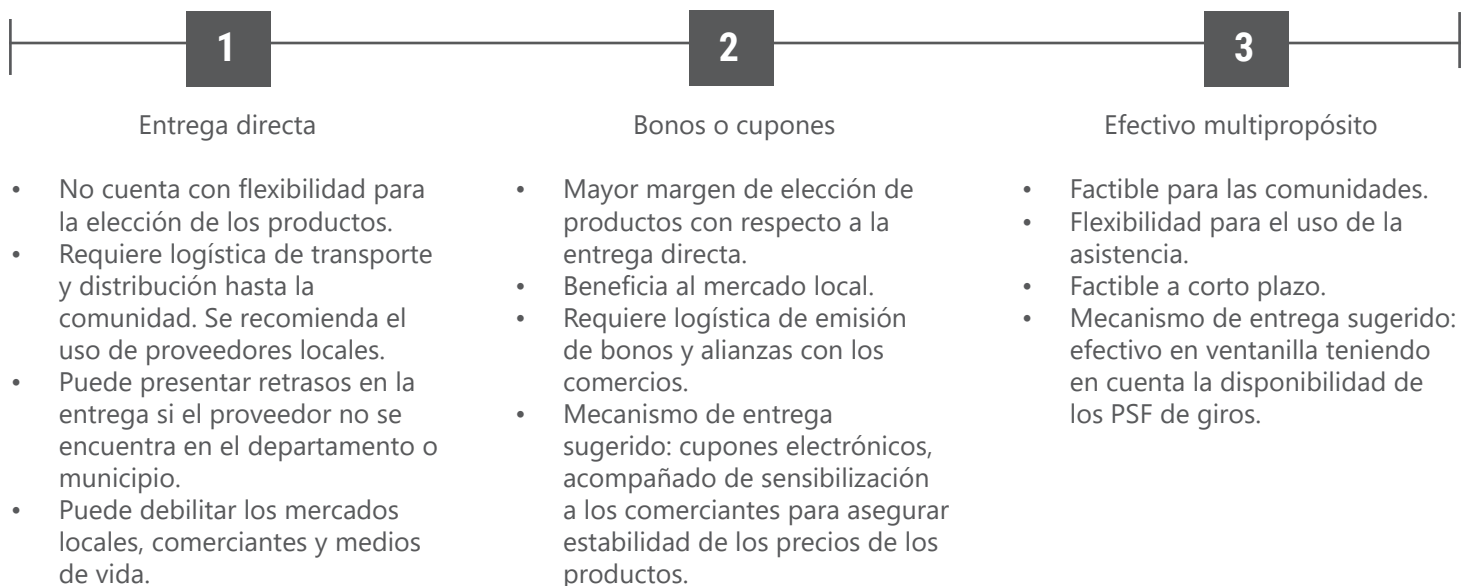 1
Entrega directa
• No cuenta con flexibilidad para
la elección de los productos.
• Requiere logística de transporte
y distribución hasta la
comunidad. Se recomienda el
uso de proveedores locales.
• Puede presentar retrasos en la
entrega si el proveedor no se
encuentra en el departamento o
municipio.
• Puede debilitar los mercados
locales, comerciantes y medios
de vida.
2
Bonos o cupones
• Mayor margen de elección de
productos con respecto a la
entrega directa.
• Beneficia al mercado local.
• Requiere logística de emisión
de bonos y alianzas con los
comercios.
• Mecanismo de entrega
sugerido: cupones electrónicos,
acompañado de sensibilización
a los comerciantes para asegurar
estabilidad de los precios de los
productos.
3
Efectivo multipropósito
• Factible para las comunidades.
• Flexibilidad para el uso de la
asistencia.
• Factible a corto plazo.
• Mecanismo de entrega sugerido:
efectivo en ventanilla teniendo
en cuenta la disponibilidad de
los PSF de giros.